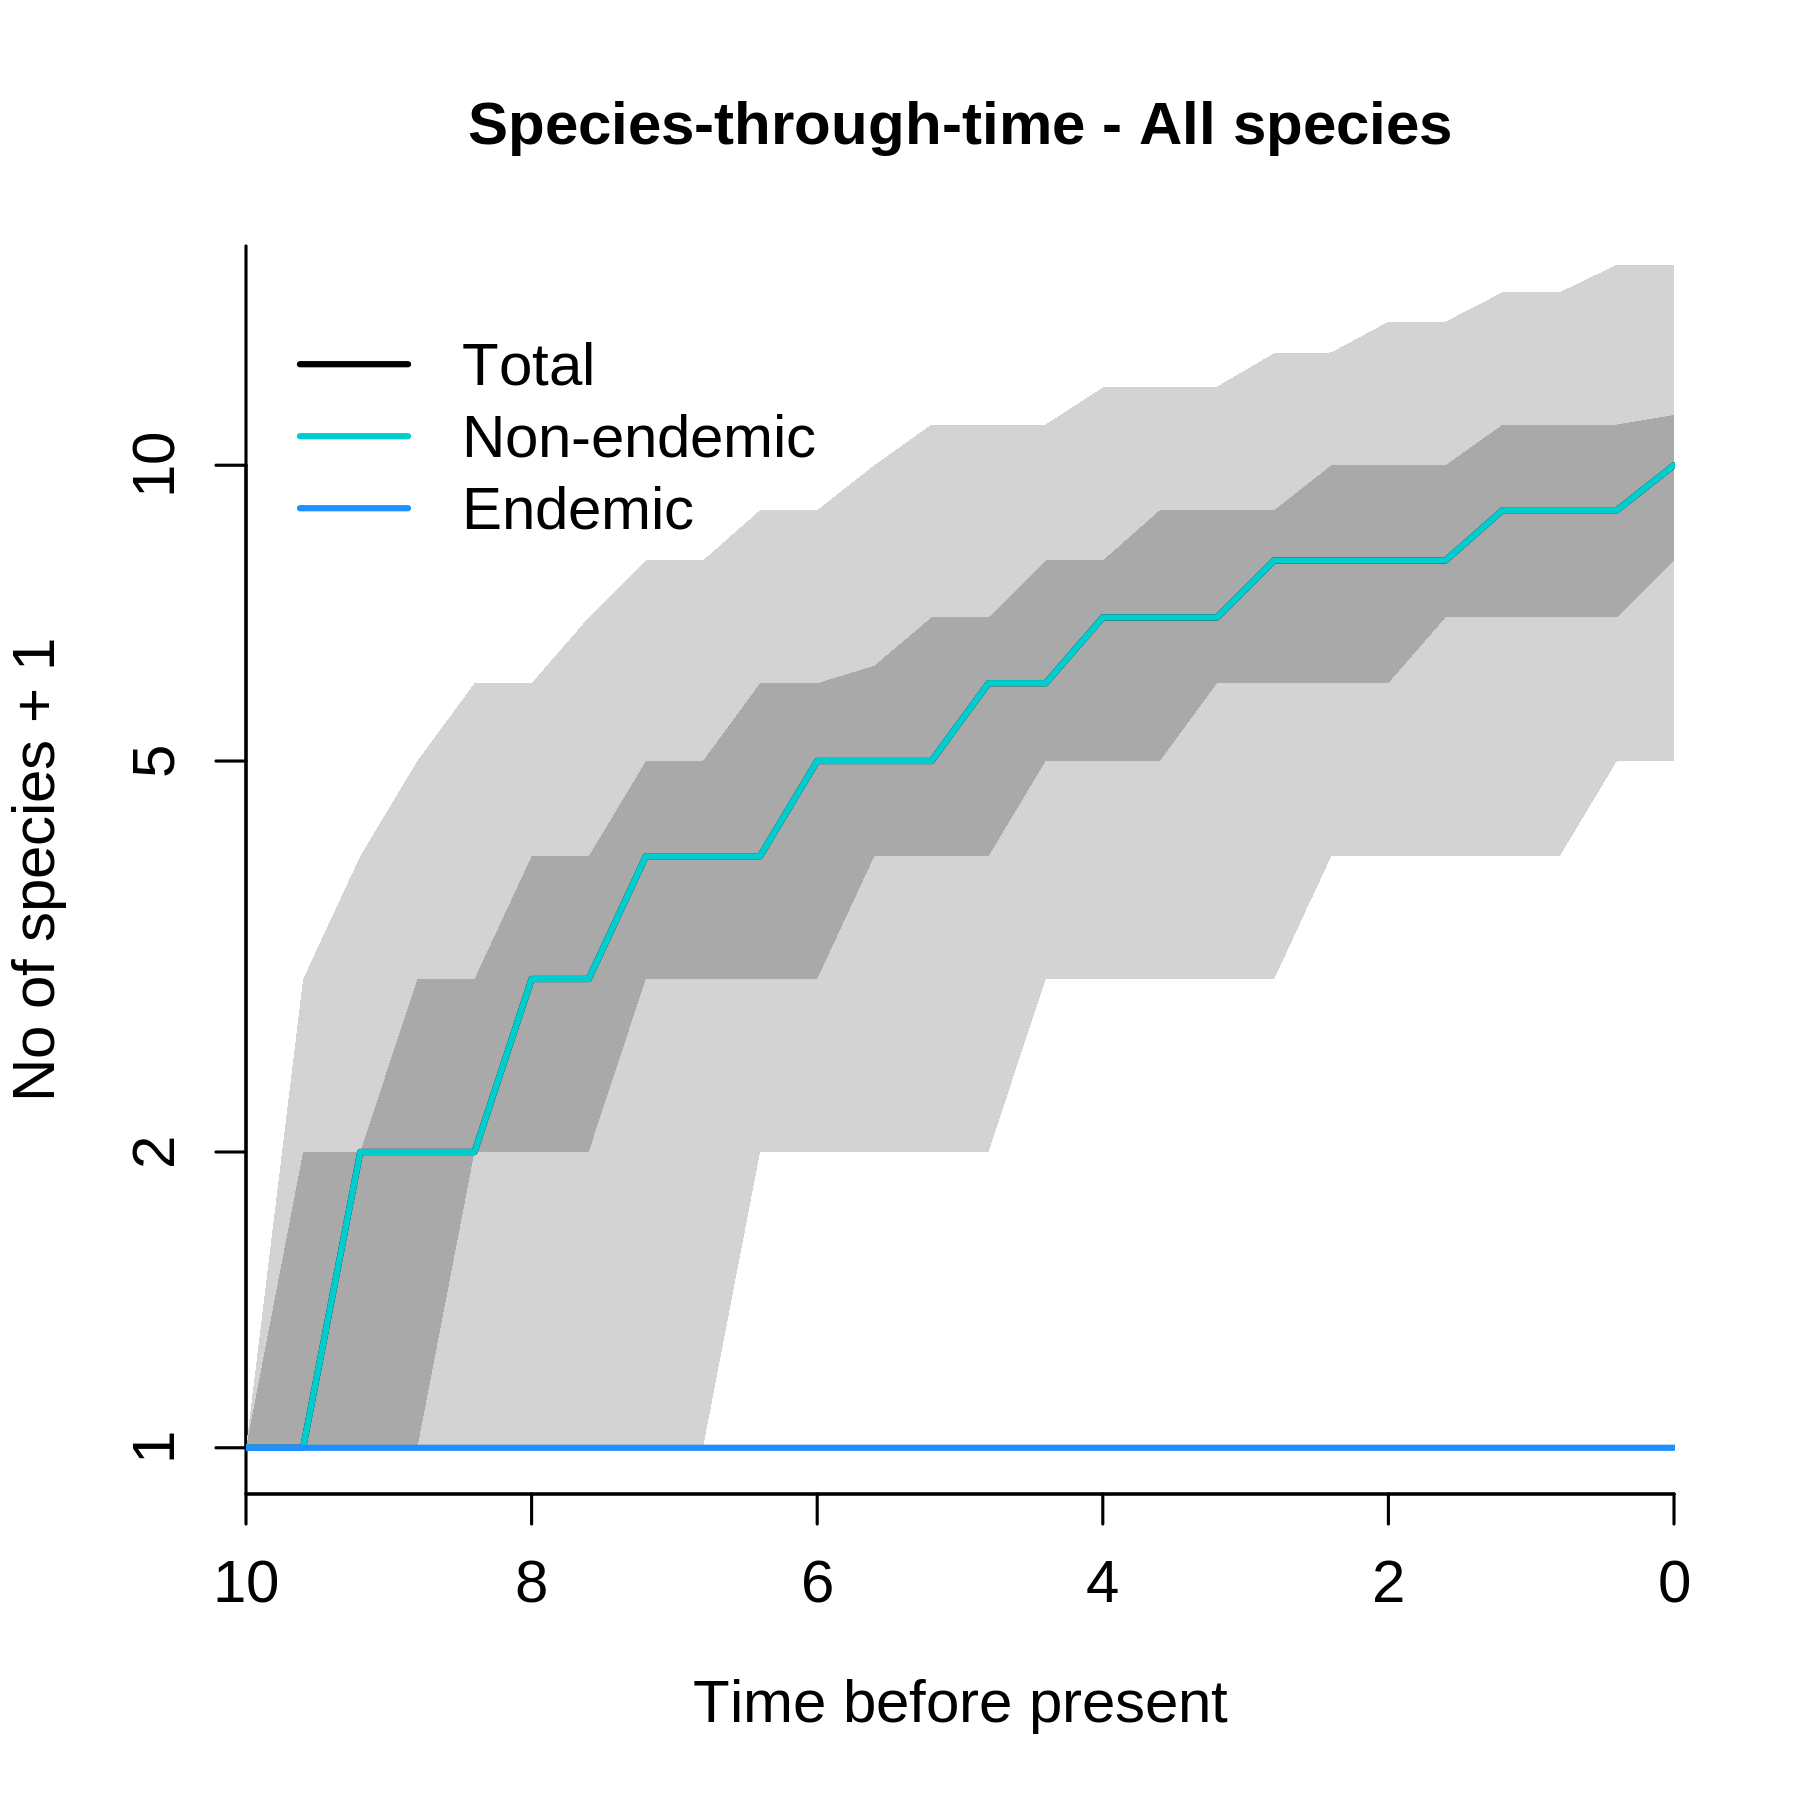 Species-through-time - All species
Total
Non-endemic
Endemic
No of species + 1
10
5
2
1
10 8 6 4 2 0
Time before present